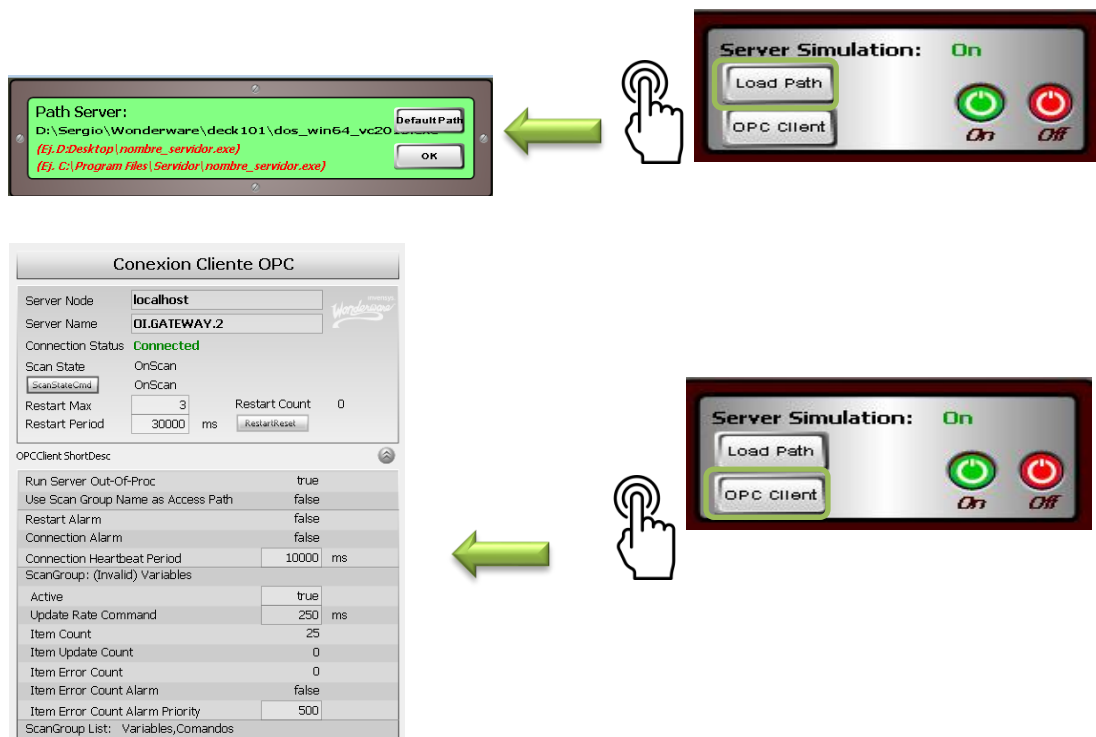 Server Simulation: On
Load Path
OPC Client
On Off
Path Server:
D:\Sergio\Wonderware\deck101\dos_win64_vc20
Default Path
(Ej.D:Desktop\nombre_servidor.exe)
OK
(Ej. C:\Program Files\Servidor\nombre_servidor.exe)
Conexion Cliente OPC
Server Node localhost
Wonderware
Server Name OI.GATEWAY.2
Connection Status Connected
Scan State OnScan
ScanStateCmd OnScan
Restart Max 3 Restart Count 0
Restart Period 30000 ms RestartReset
OPCClient ShortDesc
Run Server Out-Of-Proc true
Use Scan Group Name as Access Path false
Restart Alarm false
Connection Alarm false
Connection Heartbeat Period 10000 ms
ScanGroup: (Invalid) Variables
Active true
Update Rate Command 250 ms
Item Count 25
Item Update Count 0
Item Error Count 0
Item Error Count Alarm false
Item Error Count Alarm Priority 500
ScanGroup List: Variables,Comandos
Server Simulation: On
Load Path
OPC Client
On Off